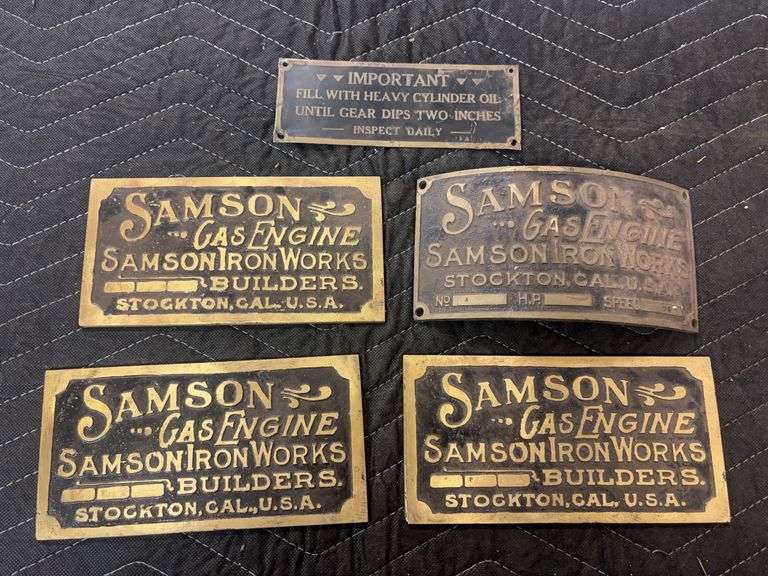 IMPORTANT
FILL WITH HEAVY CYLINDER OIL
UNTIL GEAR DIPS TWO INCHES
INSPECT DAILY
SAMSON
GAS ENGINE
SAMSON IRON WORKS
BUILDERS.
STOCKTON, CAL. U.S.A.
SAMSON
GAS ENGINE
SAMSON IRON WORKS
STOCKTON, CAL. U.S.A.
NO. H.P. SPEED
SAMSON
GAS ENGINE
SAMSON IRON WORKS
BUILDERS.
STOCKTON, CAL., U.S.A.
SAMSON
GAS ENGINE
SAMSON IRON WORKS
BUILDERS.
STOCKTON, CAL, U.S.A.